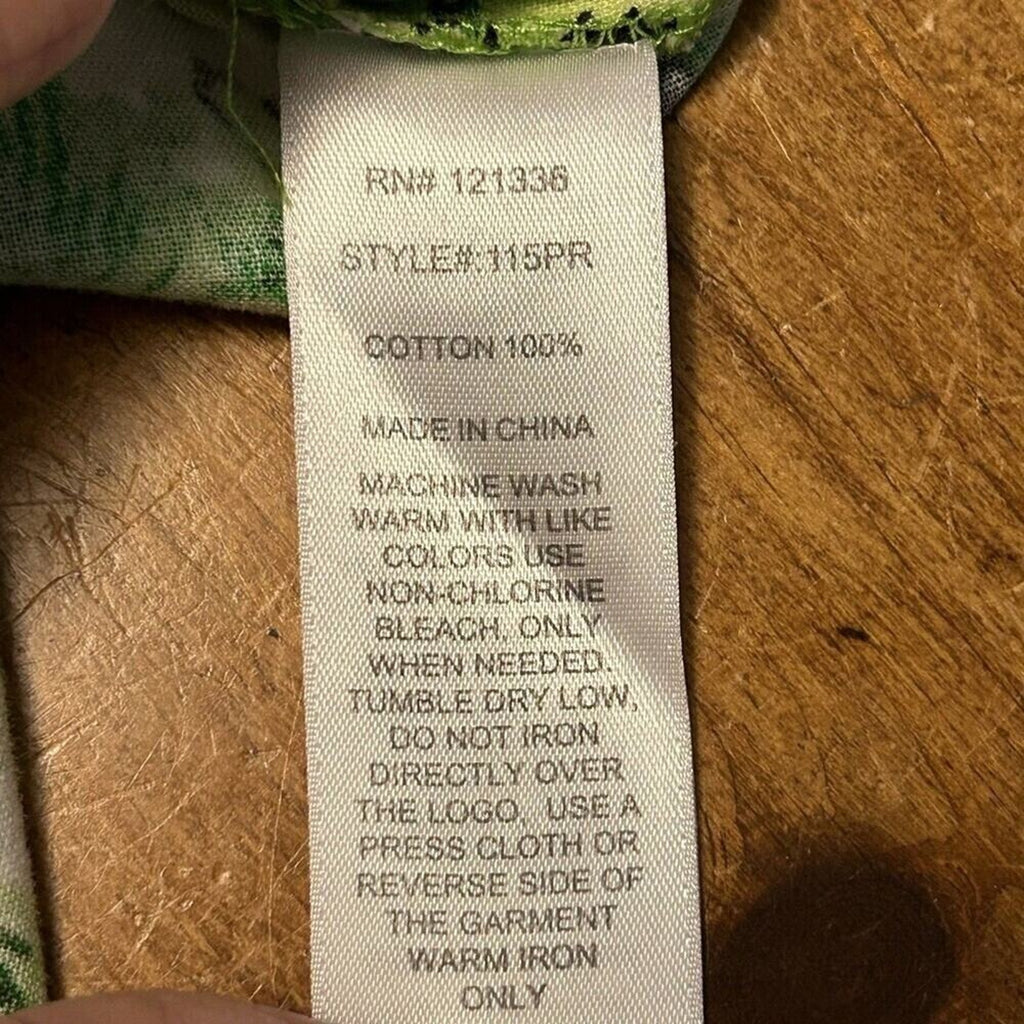 RN# 121336
STYLE#:115PR
COTTON 100%
MADE IN CHINA
MACHINE WASH
WARM WITH LIKE
COLORS USE
NON-CHLORINE
BLEACH, ONLY
WHEN NEEDED.
TUMBLE DRY LOW,
DO NOT IRON
DIRECTLY OVER
THE LOGO, USE A
PRESS CLOTH OR
REVERSE SIDE OF
THE GARMENT
WARM IRON
ONLY